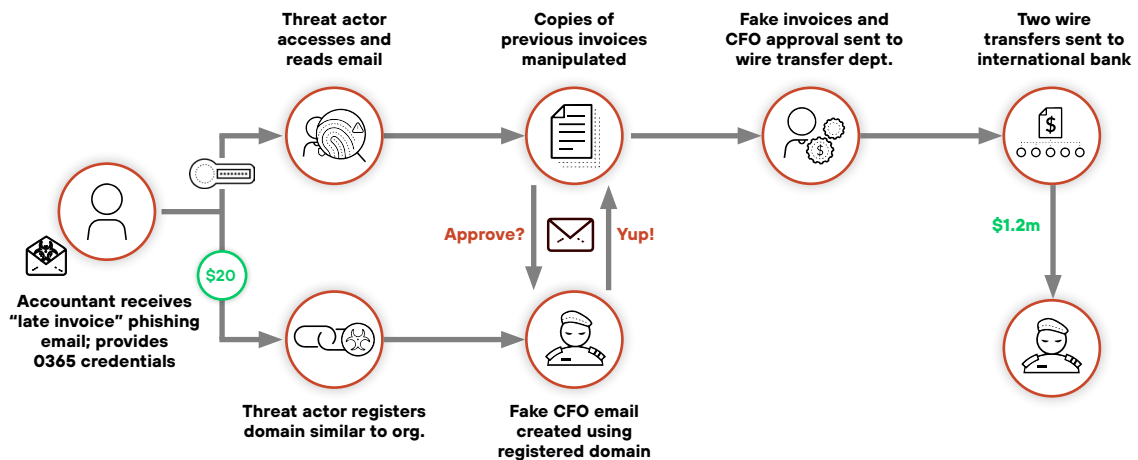 Threat actor
accesses and
reads email
Copies of
previous invoices
manipulated
Fake invoices and
CFO approval sent to
wire transfer dept.
Two wire
transfers sent to
international bank
$
$
Approve?
Yup!
$1.2m
$20
Accountant receives
“late invoice” phishing
email; provides
0365 credentials
Threat actor registers
domain similar to org.
Fake CFO email
created using
registered domain